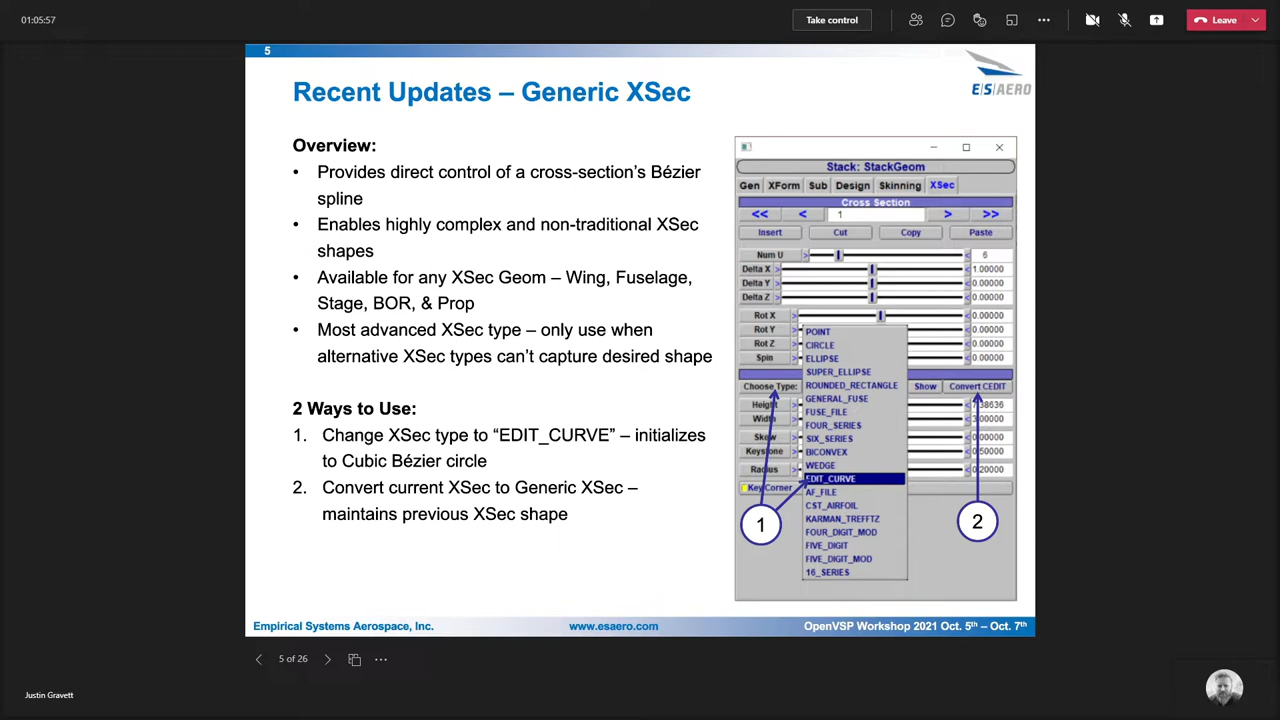 01:05:57
Take control
Leave
5
E|S|AERO
Recent Updates – Generic XSec
Overview:
• Provides direct control of a cross-section's Bézier
spline
• Enables highly complex and non-traditional XSec
shapes
• Available for any XSec Geom – Wing, Fuselage,
Stage, BOR, & Prop
• Most advanced XSec type – only use when
alternative XSec types can't capture desired shape
2 Ways to Use:
1. Change XSec type to “EDIT_CURVE” – initializes
to Cubic Bézier circle
2. Convert current XSec to Generic XSec –
maintains previous XSec shape
Stack: StackGeom
Gen XForm Sub Design Skinning XSec
Cross Section
<< < 1 > >>
Insert Cut Copy Paste
Num U > < 6
Delta X > < 1.00000
Delta Y > < 0.00000
Delta Z > < 0.00000
Rot X > < 0.00000
Rot Y > < 0.00000
Rot Z > < 0.00000
Spin > < 0.00000
Choose Type: Show Convert CEDIT
Height > .38636
Width > < 3.00000
Skew > < 0.00000
Keystone > < 0.50000
Radius > < 0.20000
Key Corner
POINT
CIRCLE
ELLIPSE
SUPER_ELLIPSE
ROUNDED_RECTANGLE
GENERAL_FUSE
FUSE_FILE
FOUR_SERIES
SIX_SERIES
BICONVEX
WEDGE
EDIT_CURVE
AF_FILE
CST_AIRFOIL
KARMAN_TREFFTZ
FOUR_DIGIT_MOD
FIVE_DIGIT
FIVE_DIGIT_MOD
16_SERIES
1
2
Empirical Systems Aerospace, Inc. www.esaero.com OpenVSP Workshop 2021 Oct. 5th – Oct. 7th
5 of 26
Justin Gravett